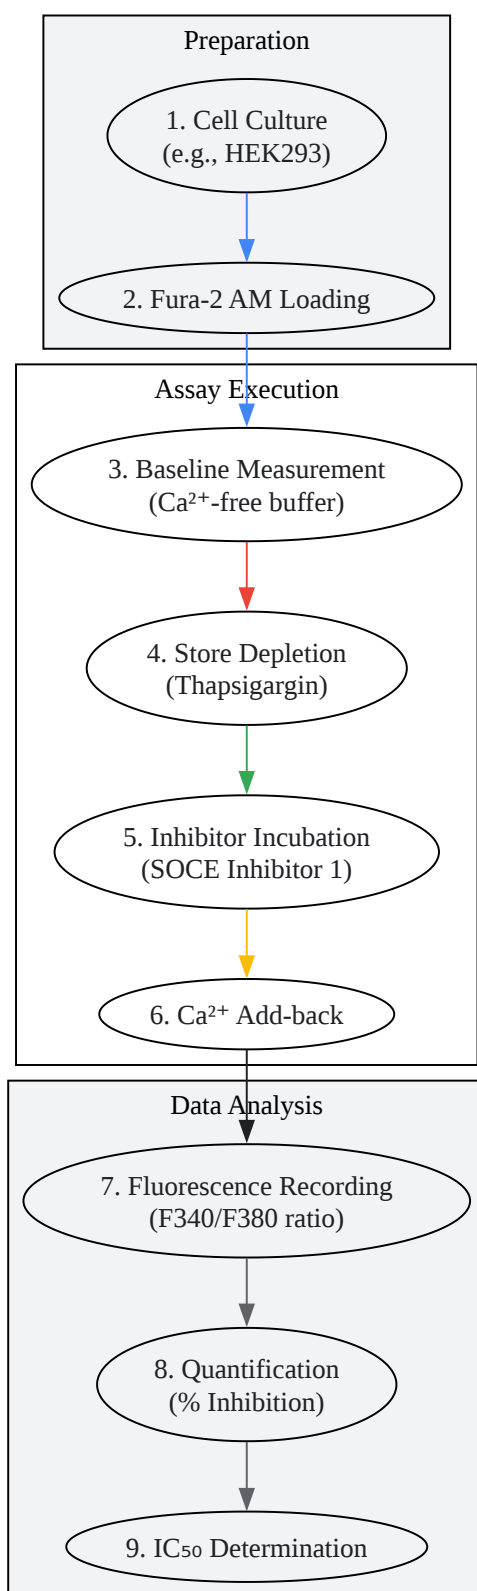 Preparation
1. Cell Culture
(e.g., HEK293)
2. Fura-2 AM Loading
Assay Execution
3. Baseline Measurement
(Ca²⁺-free buffer)
4. Store Depletion
(Thapsigargin)
5. Inhibitor Incubation
(SOCE Inhibitor 1)
6. Ca²⁺ Add-back
Data Analysis
7. Fluorescence Recording
(F340/F380 ratio)
8. Quantification
(% Inhibition)
9. IC₅₀ Determination